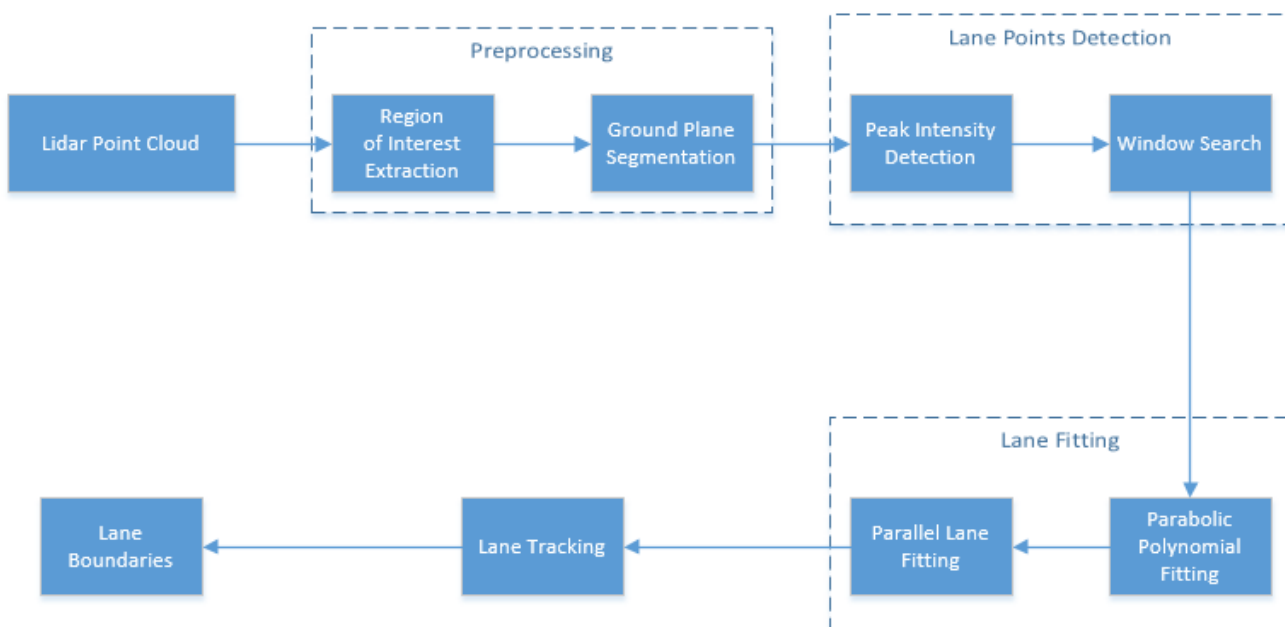 Preprocessing
Lane Points Detection
Lidar Point Cloud
Region
of Interest
Extraction
Ground Plane
Segmentation
Peak Intensity
Detection
Window Search
Lane Fitting
Lane
Boundaries
Lane Tracking
Parallel Lane
Fitting
Parabolic
Polynomial
Fitting